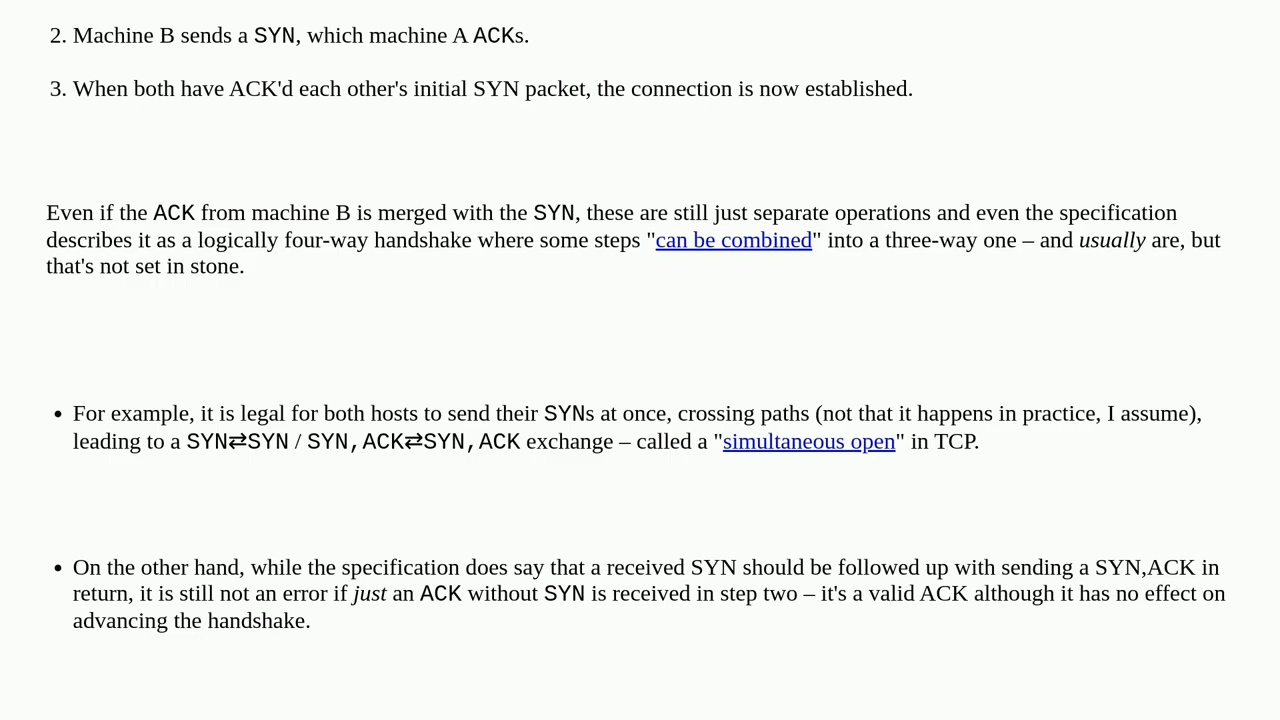 2. Machine B sends a SYN, which machine A ACKs.
3. When both have ACK'd each other's initial SYN packet, the connection is now established.
Even if the ACK from machine B is merged with the SYN, these are still just separate operations and even the specification
describes it as a logically four-way handshake where some steps "can be combined" into a three-way one – and usually are, but
that's not set in stone.
• For example, it is legal for both hosts to send their SYNs at once, crossing paths (not that it happens in practice, I assume),
leading to a SYN⇄SYN / SYN,ACK⇄SYN,ACK exchange – called a "simultaneous open" in TCP.
• On the other hand, while the specification does say that a received SYN should be followed up with sending a SYN,ACK in
return, it is still not an error if just an ACK without SYN is received in step two – it's a valid ACK although it has no effect on
advancing the handshake.